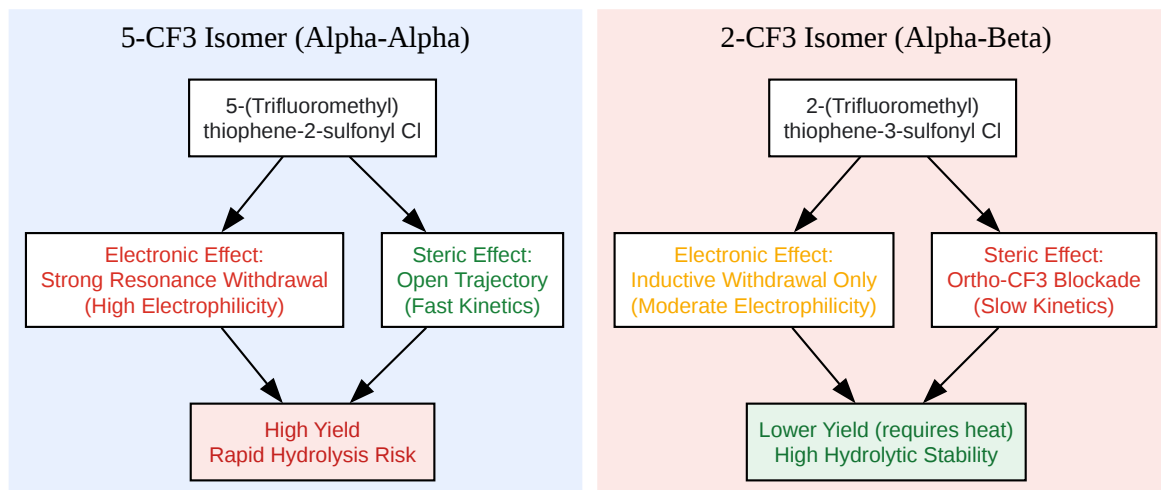 5-CF3 Isomer (Alpha-Alpha)
5-(Trifluoromethyl)
thiophene-2-sulfonyl Cl
Electronic Effect:
Strong Resonance Withdrawal
(High Electrophilicity)
Steric Effect:
Open Trajectory
(Fast Kinetics)
High Yield
Rapid Hydrolysis Risk
2-CF3 Isomer (Alpha-Beta)
2-(Trifluoromethyl)
thiophene-3-sulfonyl Cl
Electronic Effect:
Inductive Withdrawal Only
(Moderate Electrophilicity)
Steric Effect:
Ortho-CF3 Blockade
(Slow Kinetics)
Lower Yield (requires heat)
High Hydrolytic Stability